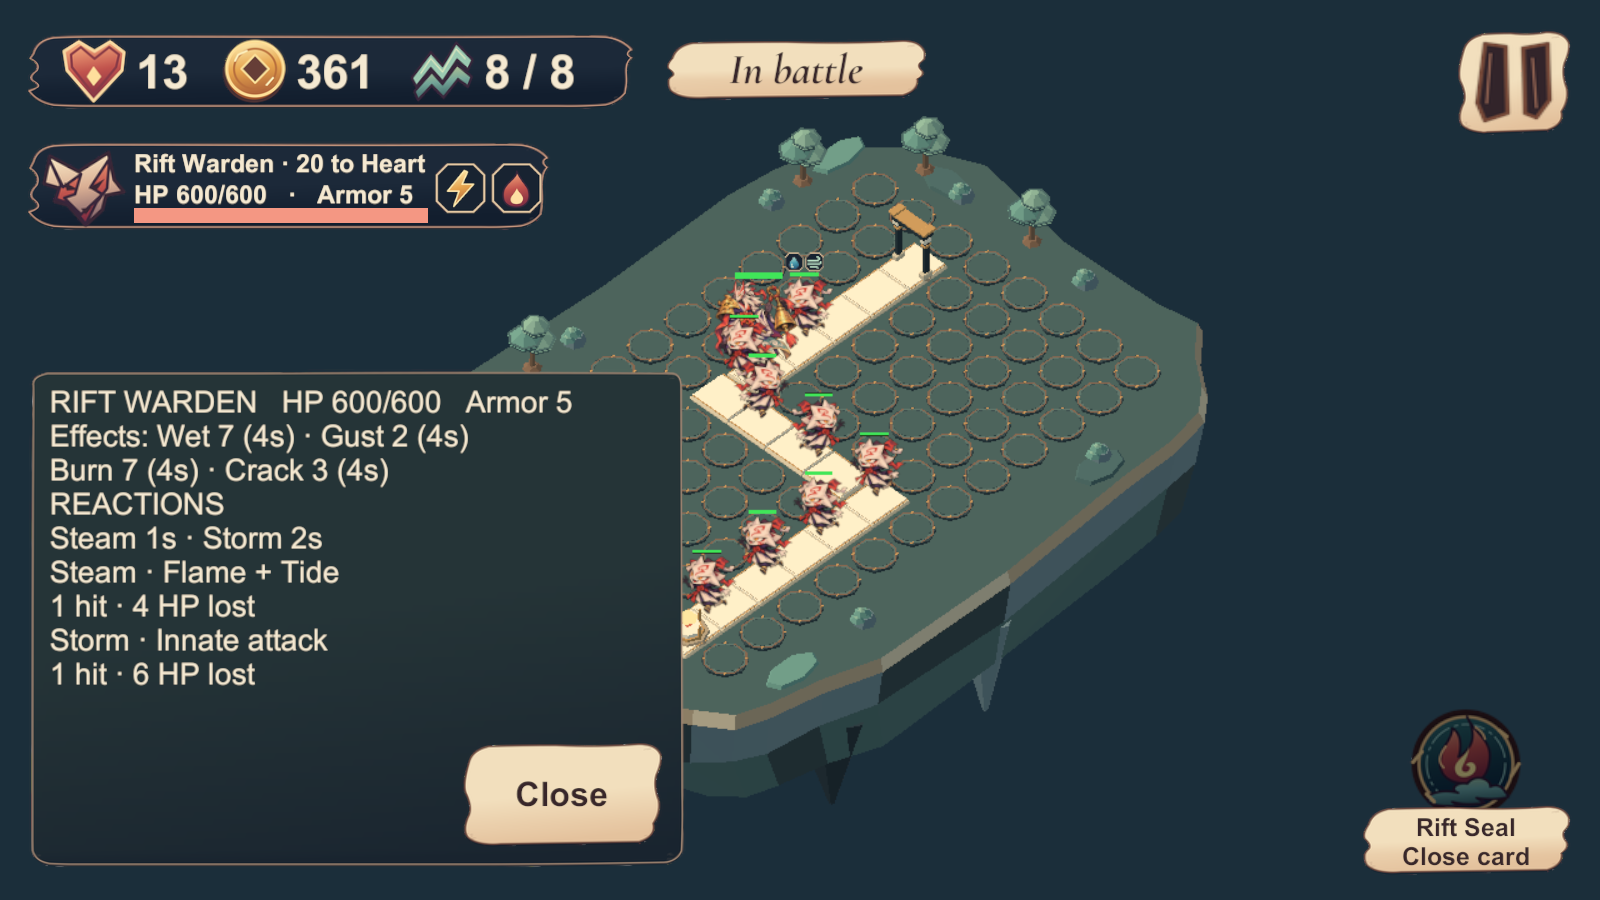 13 361 8 / 8
In battle
Rift Warden · 20 to Heart
HP 600/600 · Armor 5
RIFT WARDEN HP 600/600 Armor 5
Effects: Wet 7 (4s) · Gust 2 (4s)
Burn 7 (4s) · Crack 3 (4s)
REACTIONS
Steam 1s · Storm 2s
Steam · Flame + Tide
1 hit · 4 HP lost
Storm · Innate attack
1 hit · 6 HP lost
Close
Rift Seal
Close card